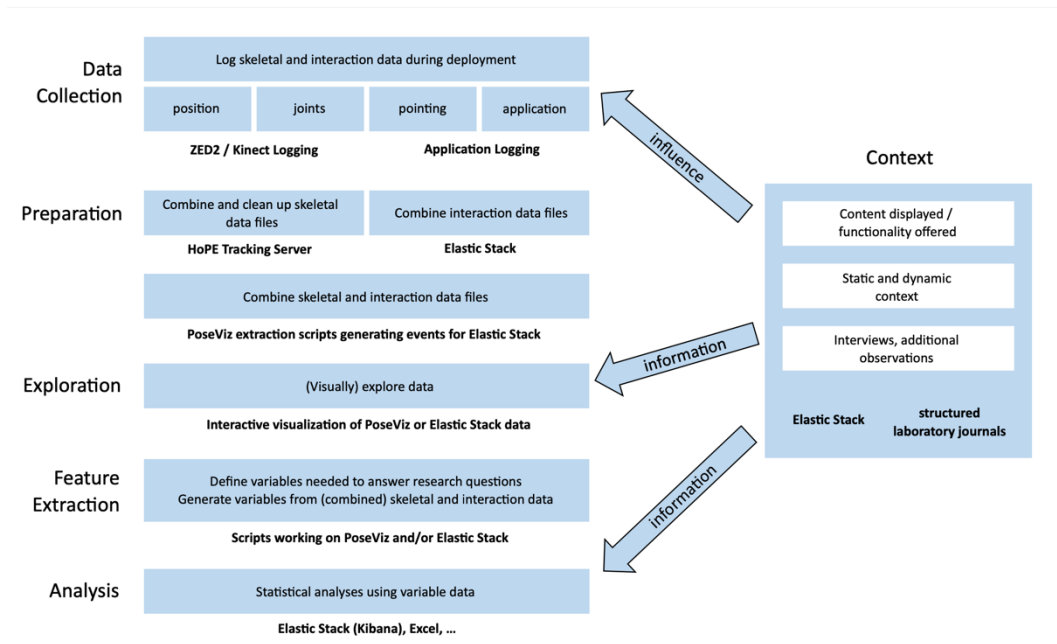 Data
Collection
Log skeletal and interaction data during deployment
position
joints
pointing
application
ZED2 / Kinect Logging
Application Logging
influence
Context
Preparation
Combine and clean up skeletal
data files
Combine interaction data files
HoPE Tracking Server
Elastic Stack
Content displayed /
functionality offered
Static and dynamic
context
Combine skeletal and interaction data files
PoseViz extraction scripts generating events for Elastic Stack
information
Interviews, additional
observations
Exploration
(Visually) explore data
Interactive visualization of PoseViz or Elastic Stack data
Elastic Stack
structured
laboratory journals
Feature
Extraction
Define variables needed to answer research questions
Generate variables from (combined) skeletal and interaction data
Scripts working on PoseViz and/or Elastic Stack
information
Analysis
Statistical analyses using variable data
Elastic Stack (Kibana), Excel, ...